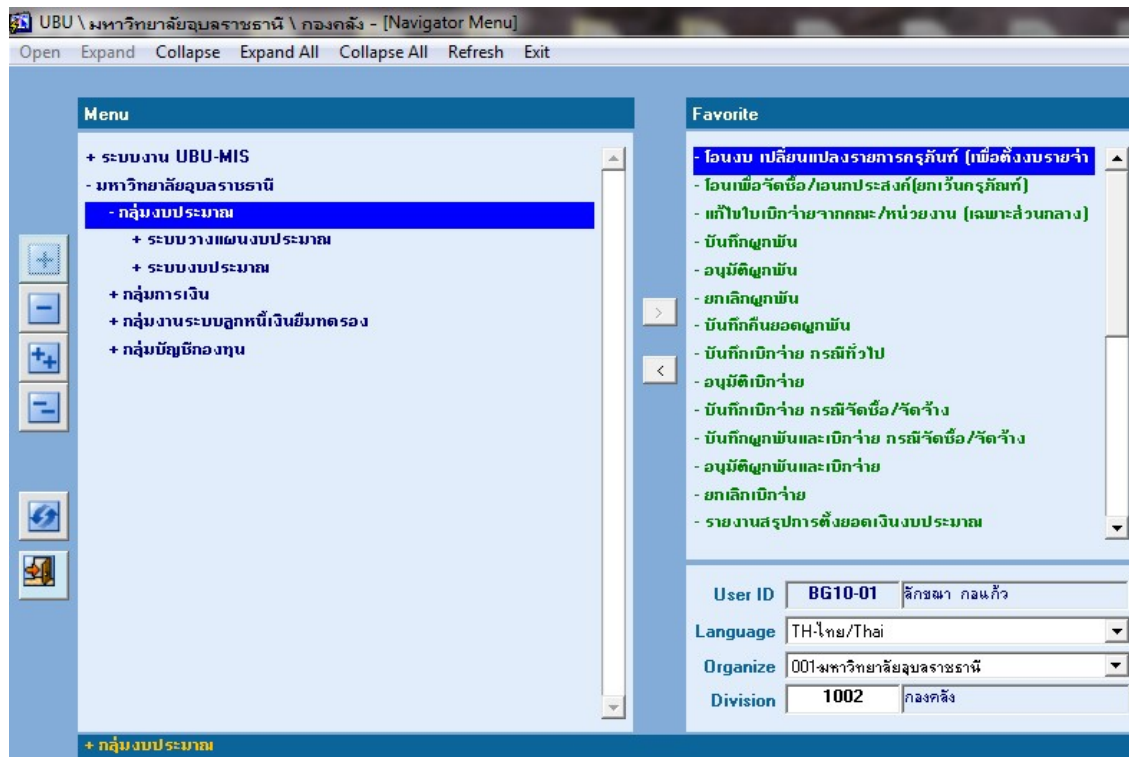 UBU \ มหาวิทยาลัยอุบลราชธานี \ กองคลัง - [Navigator Menu]
Open Expand Collapse Expand All Collapse All Refresh Exit
Menu
+ ระบบงาน UBU-MIS
- มหาวิทยาลัยอุบลราชธานี
- กลุ่มงบประมาณ
+ ระบบวางแผนงบประมาณ
+ ระบบงบประมาณ
+ กลุ่มการเงิน
+ กลุ่มงานระบบลูกหนี้เงินยืมทดรอง
+ กลุ่มบัญชีกองทุน
Favorite
- โอนงบ เปลี่ยนแปลงรายการครุภัณฑ์ (เพื่อตั้งงบรายจ่า
- โอนเพื่อจัดซื้อ/เอนกประสงค์(ยกเว้นครุภัณฑ์)
- แก้ไขใบเบิกจ่ายจากคณะ/หน่วยงาน (เฉพาะส่วนกลาง)
- บันทึกผูกพัน
- อนุมัติผูกพัน
- ยกเลิกผูกพัน
- บันทึกคืนยอดผูกพัน
- บันทึกเบิกจ่าย กรณีทั่วไป
- อนุมัติเบิกจ่าย
- บันทึกเบิกจ่าย กรณีจัดซื้อ/จัดจ้าง
- บันทึกผูกพันและเบิกจ่าย กรณีจัดซื้อ/จัดจ้าง
- อนุมัติผูกพันและเบิกจ่าย
- ยกเลิกเบิกจ่าย
- รายงานสรุปการตั้งยอดเงินงบประมาณ
User ID BG10-01 ลักขณา กอแก้ว
Language TH-ไทย/Thai
Organize 001-มหาวิทยาลัยอุบลราชธานี
Division 1002 กองคลัง
+ กลุ่มงบประมาณ